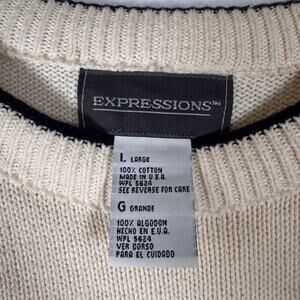 EXPRESSIONS™
L LARGE
100% COTTON
MADE IN U.S.A.
WPL 5624
SEE REVERSE FOR CARE
G GRANDE
100% ALGODON
HECHO EN E.U.A.
WPL 5624
VER DORSO
PARA EL CUIDADO